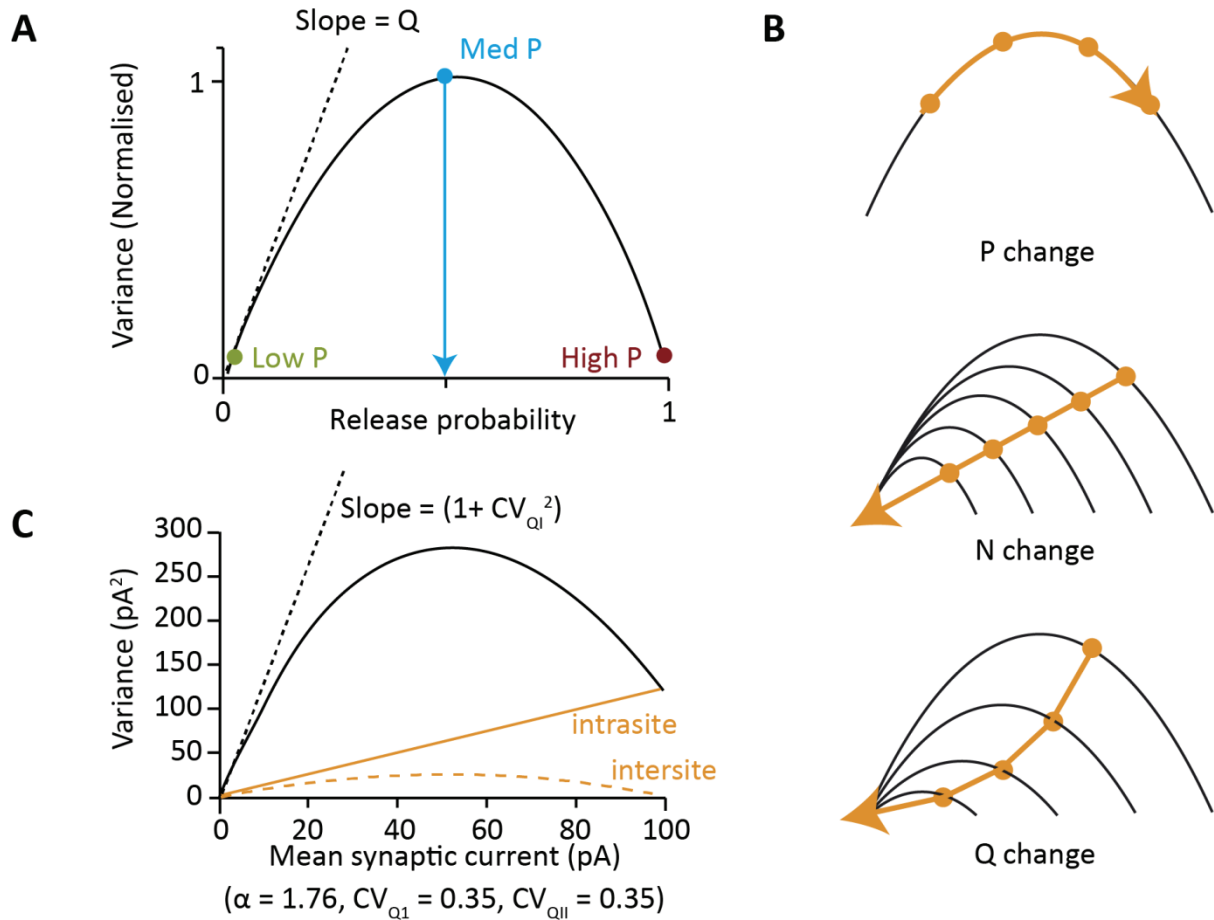 A
Slope = Q
Variance (Normalised)
1
0
Med P
Low P
High P
0
1
Release probability
B
P change
N change
Q change
C
Slope = (1+ CV_QI²)
Variance (pA²)
300
250
200
150
100
50
0
intrasite
intersite
0 20 40 60 80 100
Mean synaptic current (pA)
(α = 1.76, CV_Q1 = 0.35, CV_QII = 0.35)